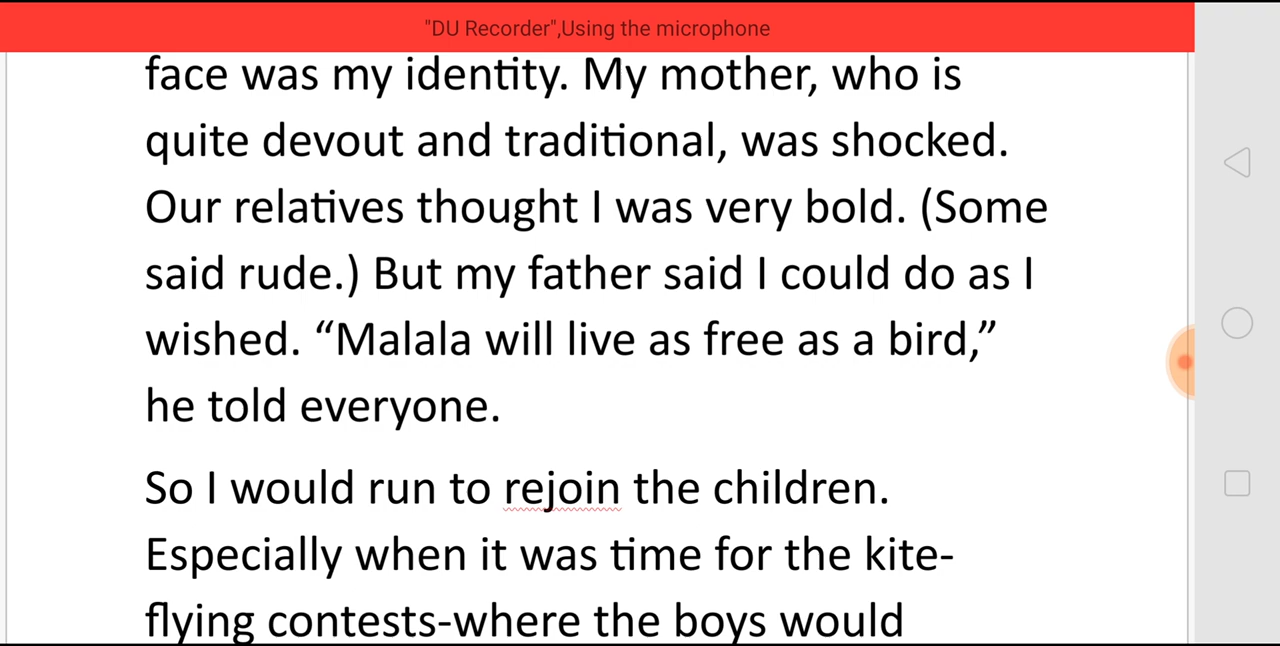 "DU Recorder",Using the microphone
face was my identity. My mother, who is
quite devout and traditional, was shocked.
Our relatives thought I was very bold. (Some
said rude.) But my father said I could do as I
wished. “Malala will live as free as a bird,”
he told everyone.
So I would run to rejoin the children.
Especially when it was time for the kite-
flying contests-where the boys would